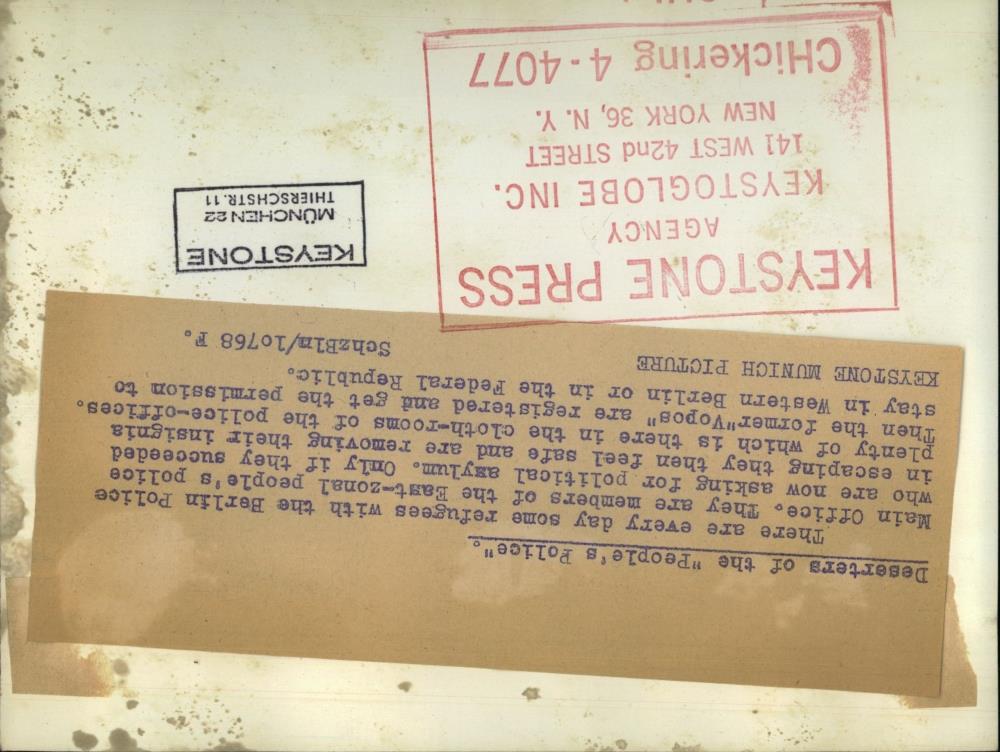 Deserters of the "People's Police".
There are every day some refugees with the Berlin Police
Main Office. They are members of the East-zonal people's police
who are now asking for political asylum. Only if they succeeded
in escaping they then feel safe and are removing their insignia
plenty of which is there in the cloth-rooms of the police-offices.
Then the former "Vopos" are registered and get the permission to
stay in Western Berlin or in the Federal Republic.
KEYSTONE MUNICH PICTURE SchzBlm/1o768 F.
KEYSTONE PRESS
AGENCY
KEYSTOGLOBE INC.
141 WEST 42nd STREET
NEW YORK 36, N. Y.
CHickering 4-4077
KEYSTONE
MÜNCHEN 22
THIERSCHSTR. 11